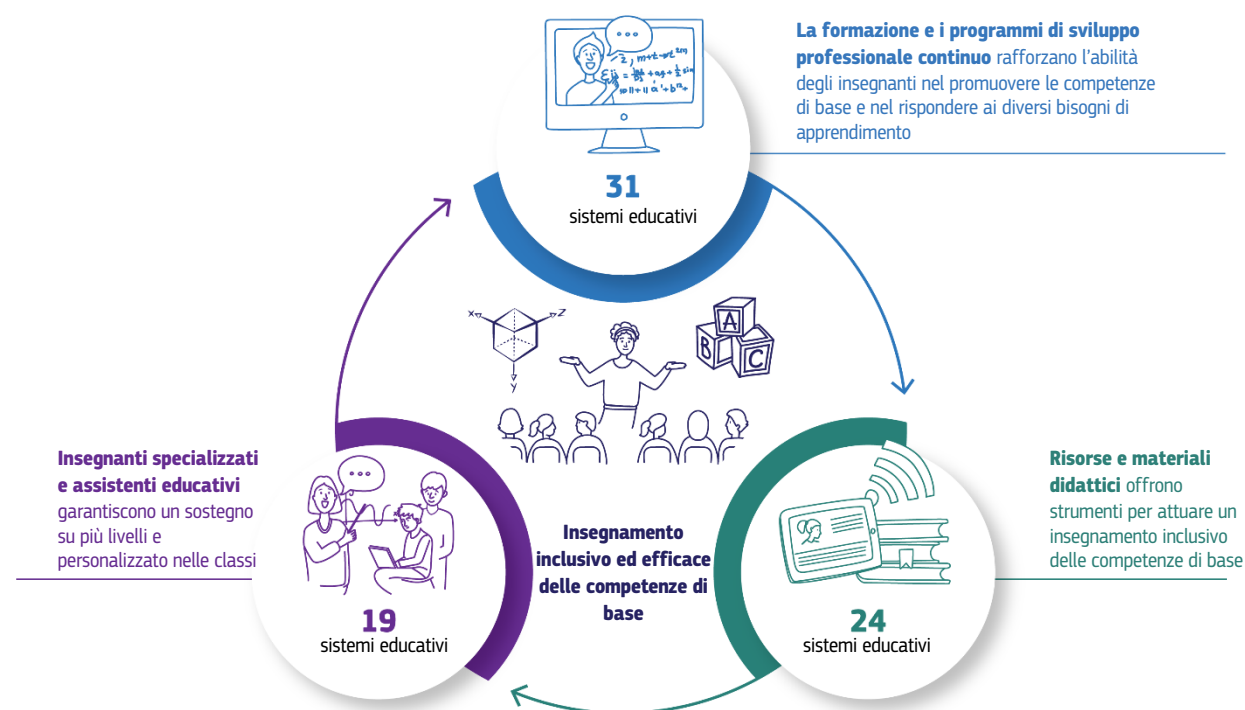 La formazione e i programmi di sviluppo
professionale continuo rafforzano l'abilità
degli insegnanti nel promuovere le competenze
di base e nel rispondere ai diversi bisogni di
apprendimento
31
sistemi educativi
x
z
y
A
B
C
Insegnanti specializzati
e assistenti educativi
garantiscono un sostegno
su più livelli e
personalizzato nelle classi
19
sistemi educativi
Insegnamento
inclusivo ed efficace
delle competenze di
base
Risorse e materiali
didattici offrono
strumenti per attuare un
insegnamento inclusivo
delle competenze di base
24
sistemi educativi